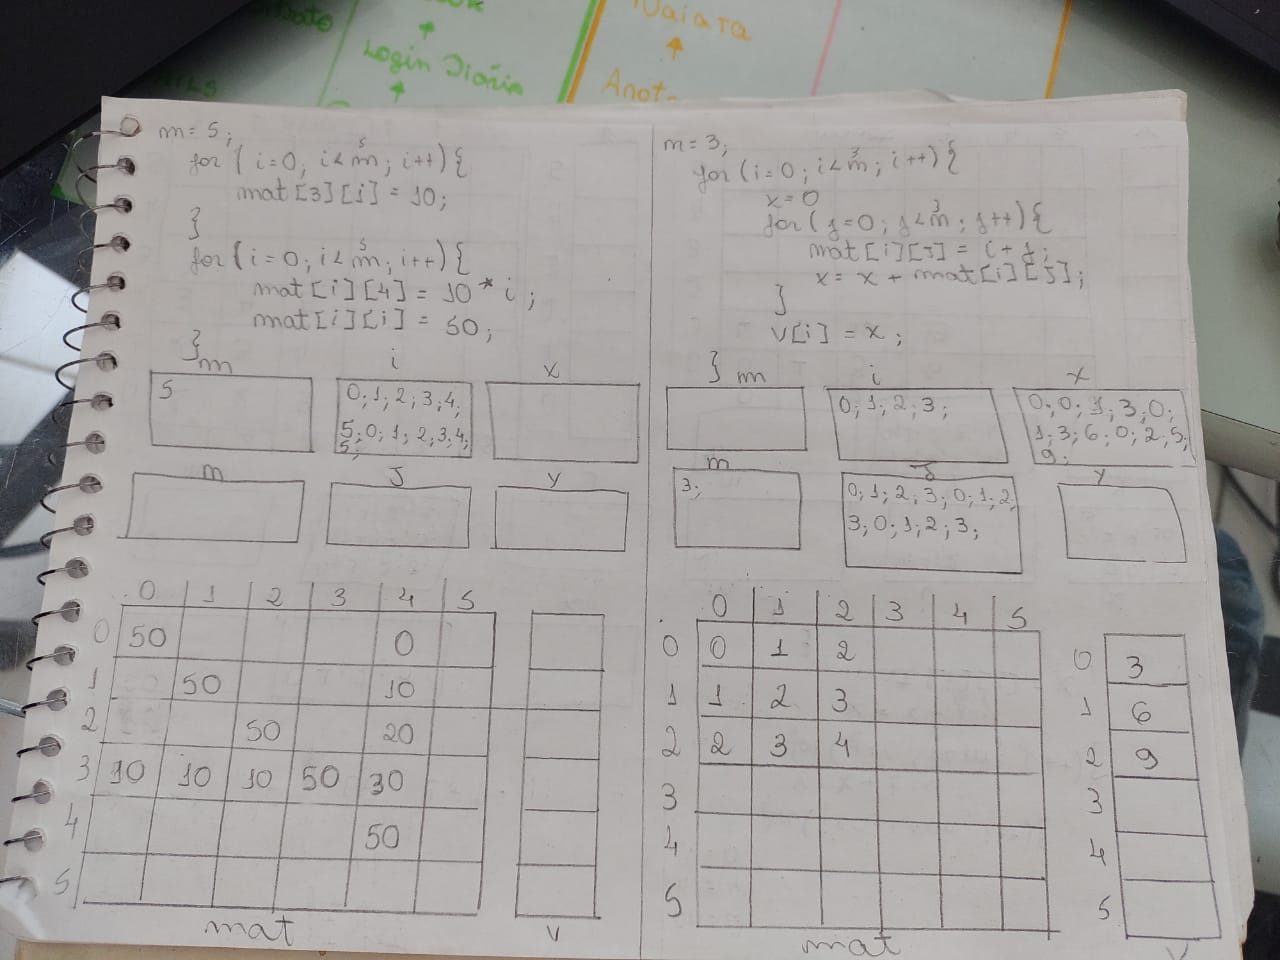 Login Diária
Naiara
m=5;
for (i=0; i<m; i++){
5
mat[3][i]=10;
}
for (i=0; i<m; i++){
5
mat[i][4]=10*i;
mat[i][i]=50;
}
m i x
5
0;1;2;3;4;
5;0;1;2;3;4;
5;
m J y
0 1 2 3 4 5
0 50 0
1 50 10
2 50 20
3 10 10 10 50 30
4 50
5
mat
v
m=3;
for(i=0; i<m; i++){
3
x=0
for(j=0; j<m; j++){
3
mat[i][j]=i+j;
x=x+mat[i][j];
}
v[i]=x;
}
m i x
0;1;2;3;
0;0;1;3;0;
1;3;6;0;2;5;
9;
m J y
3;
0;1;2;3;0;1;2;
3;0;1;2;3;
0 1 2 3 4 5
0 0 1 2 0 3
1 1 2 3 1 6
2 2 3 4 2 9
3 3
4 4
5 5
mat
v